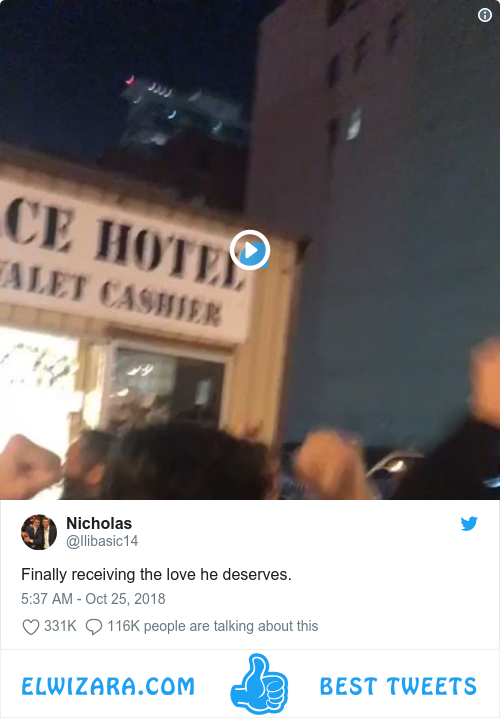 CE HOTEL
VALET CASHIER
Nicholas
@Ilibasic14
Finally receiving the love he deserves.
5:37 AM - Oct 25, 2018
331K 116K people are talking about this
ELWIZARA.COM BEST TWEETS